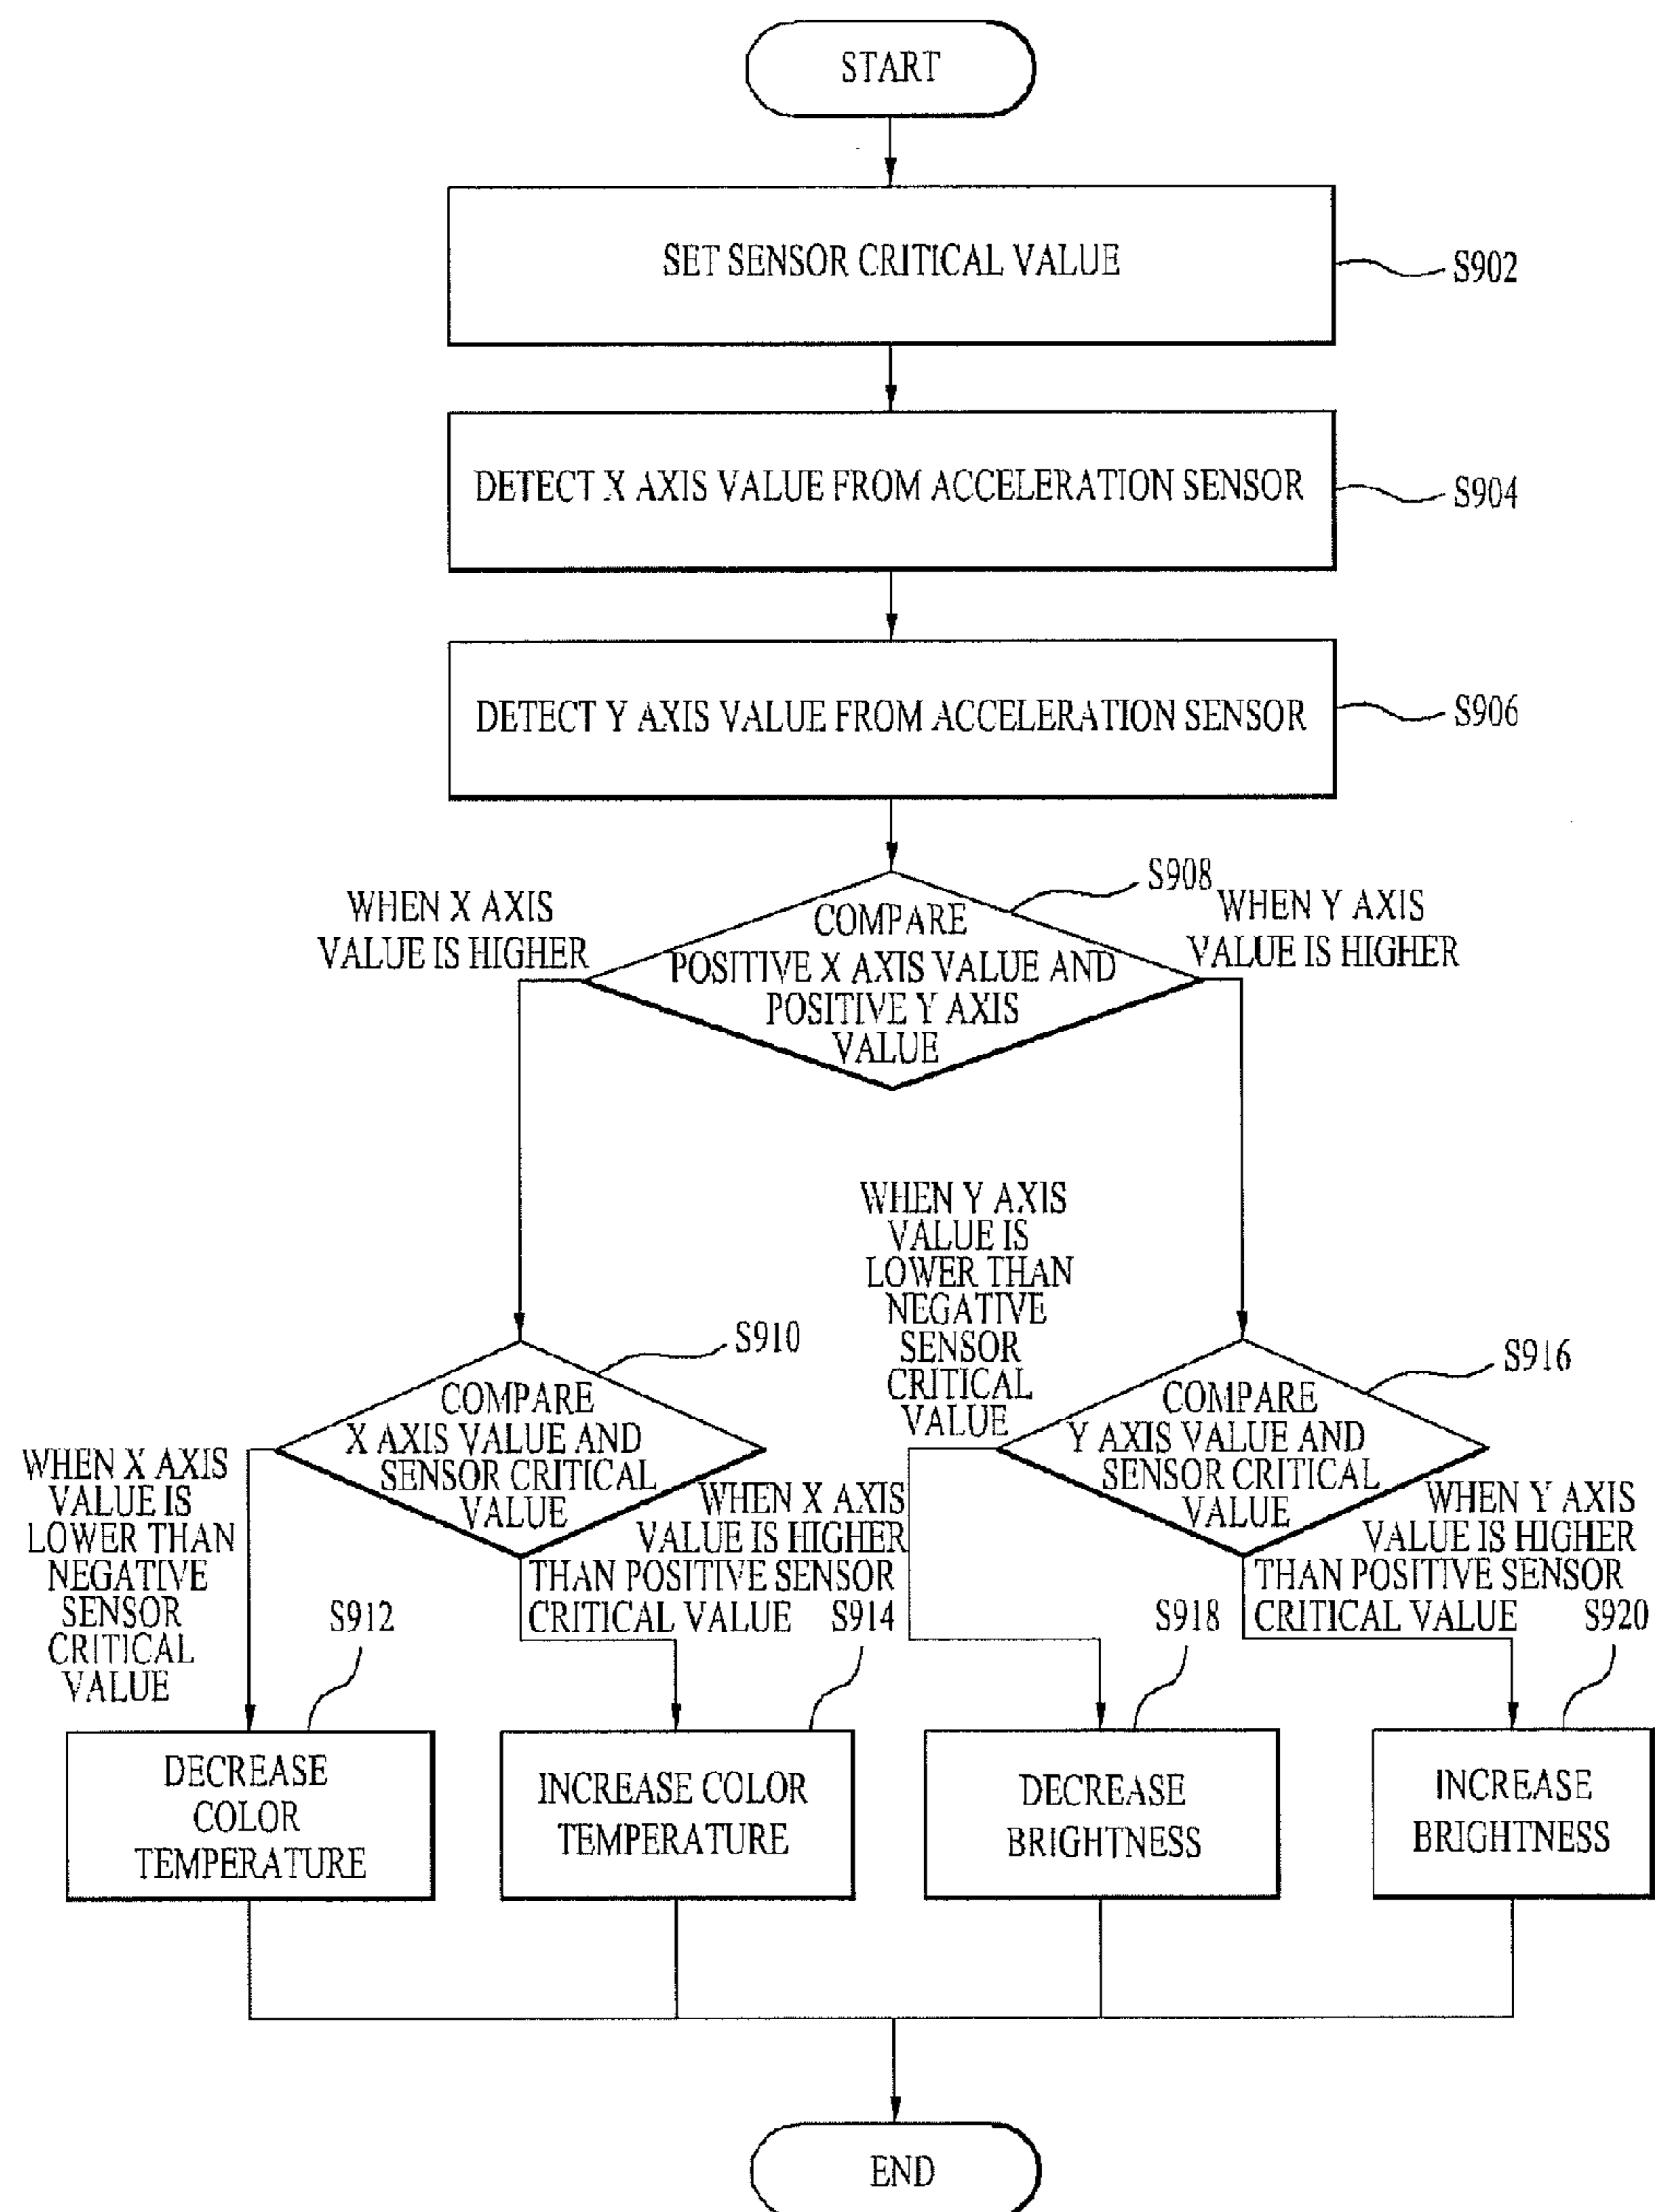 START
SET SENSOR CRITICAL VALUE
S902
DETECT X AXIS VALUE FROM ACCELERATION SENSOR
S904
DETECT Y AXIS VALUE FROM ACCELERATION SENSOR
S906
S908
WHEN X AXIS
VALUE IS HIGHER
COMPARE
POSITIVE X AXIS VALUE AND
POSITIVE Y AXIS
VALUE
WHEN Y AXIS
VALUE IS HIGHER
S910
COMPARE
X AXIS VALUE AND
SENSOR CRITICAL
VALUE
WHEN X AXIS
VALUE IS
LOWER THAN
NEGATIVE
SENSOR
CRITICAL
VALUE
WHEN X AXIS
VALUE IS HIGHER
THAN POSITIVE SENSOR
CRITICAL VALUE
WHEN Y AXIS
VALUE IS
LOWER THAN
NEGATIVE
SENSOR
CRITICAL
VALUE
S916
COMPARE
Y AXIS VALUE AND
SENSOR CRITICAL
VALUE
WHEN Y AXIS
VALUE IS HIGHER
THAN POSITIVE SENSOR
CRITICAL VALUE
S912
DECREASE
COLOR
TEMPERATURE
S914
INCREASE COLOR
TEMPERATURE
S918
DECREASE
BRIGHTNESS
S920
INCREASE
BRIGHTNESS
END